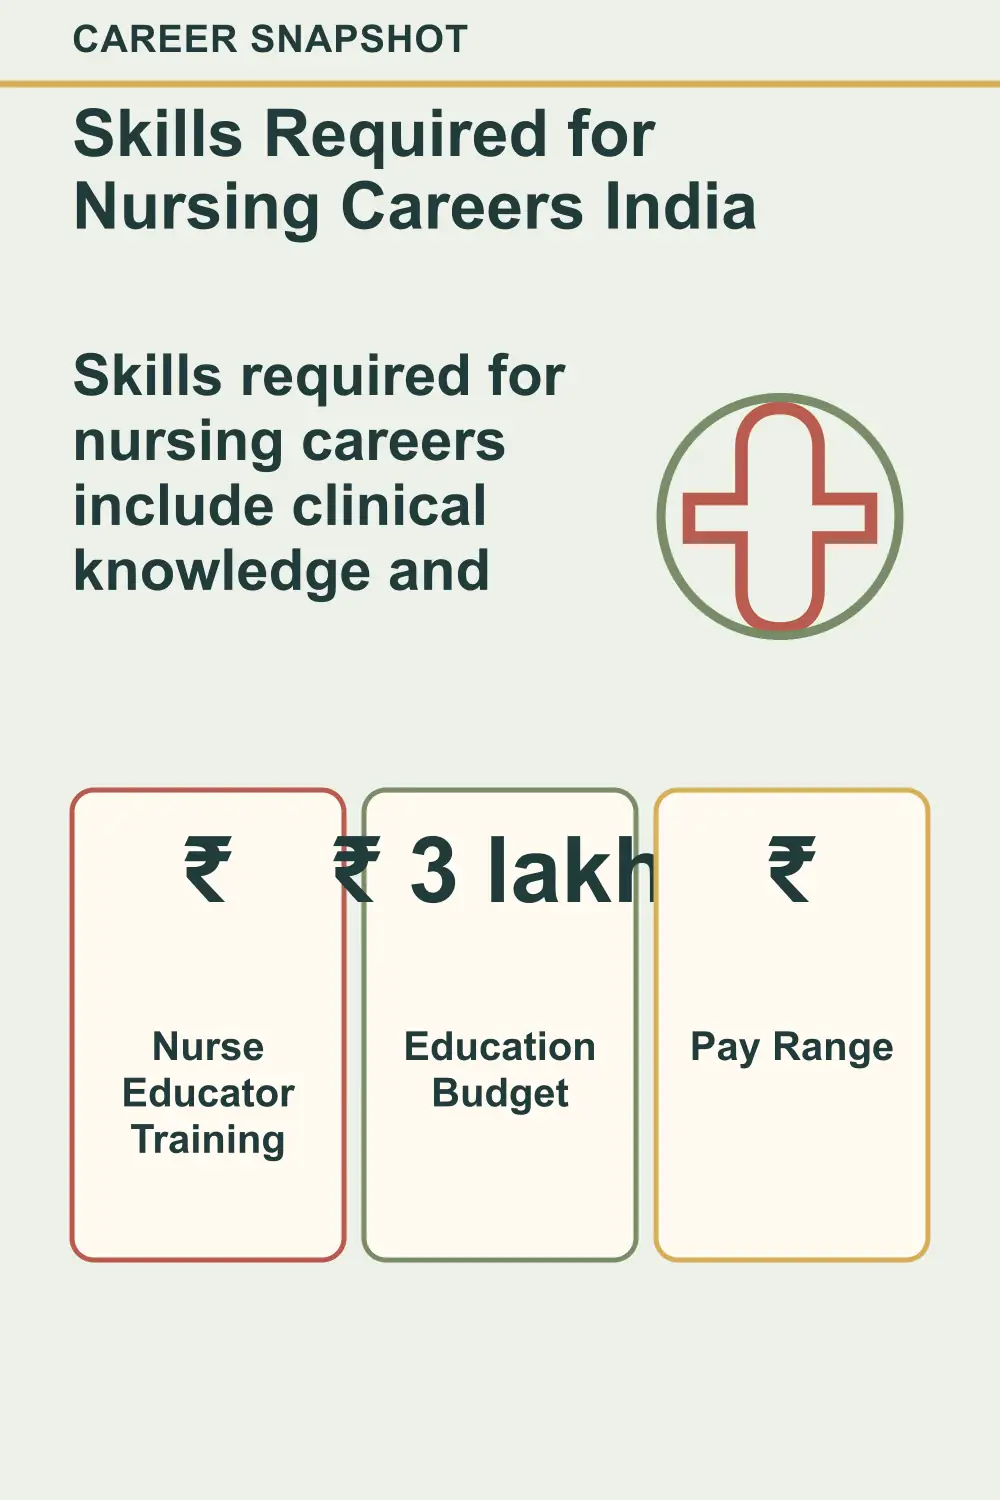 CAREER SNAPSHOT
Skills Required for
Nursing Careers India
Skills required for
nursing careers
include clinical
knowledge and
₹
₹ 3 lakh
₹
Nurse
Educator
Training
Education
Budget
Pay Range